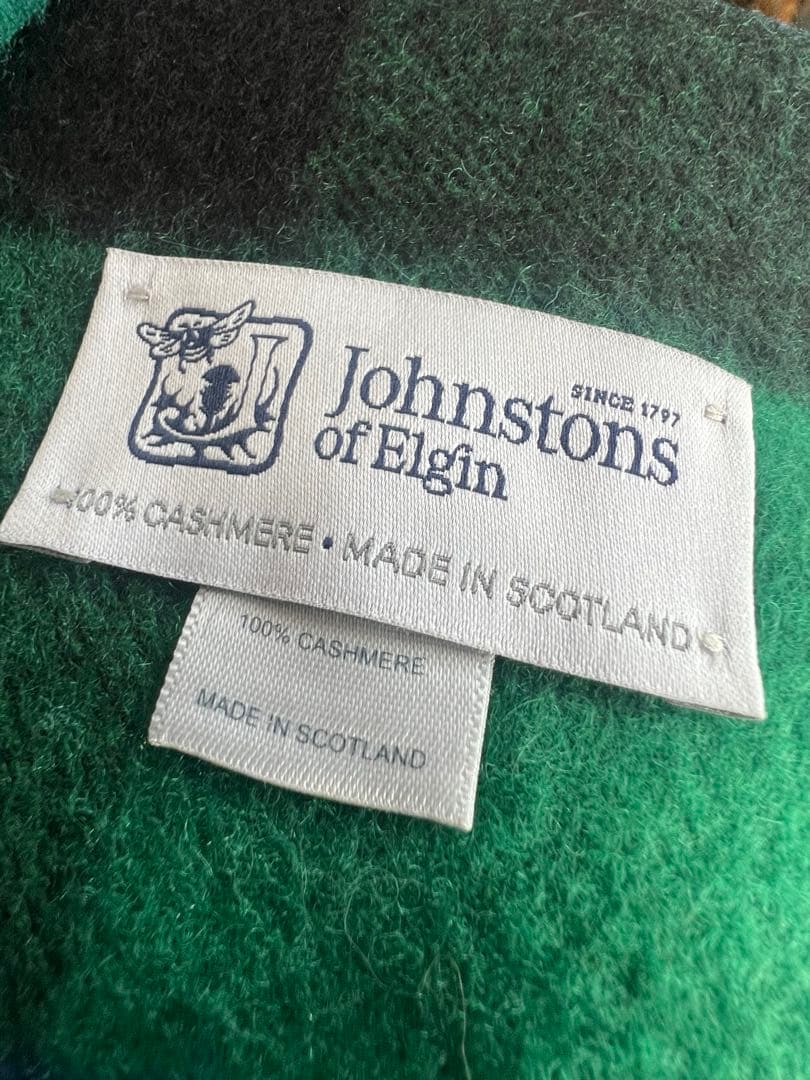 SINCE 1797
Johnstons
of Elgin
100% CASHMERE • MADE IN SCOTLAND
100% CASHMERE
MADE IN SCOTLAND